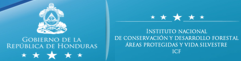 GOBIERNO DE LA
REPÚBLICA DE HONDURAS
INSTITUTO NACIONAL
DE CONSERVACIÓN Y DESARROLLO FORESTAL
ÁREAS PROTEGIDAS Y VIDA SILVESTRE
ICF